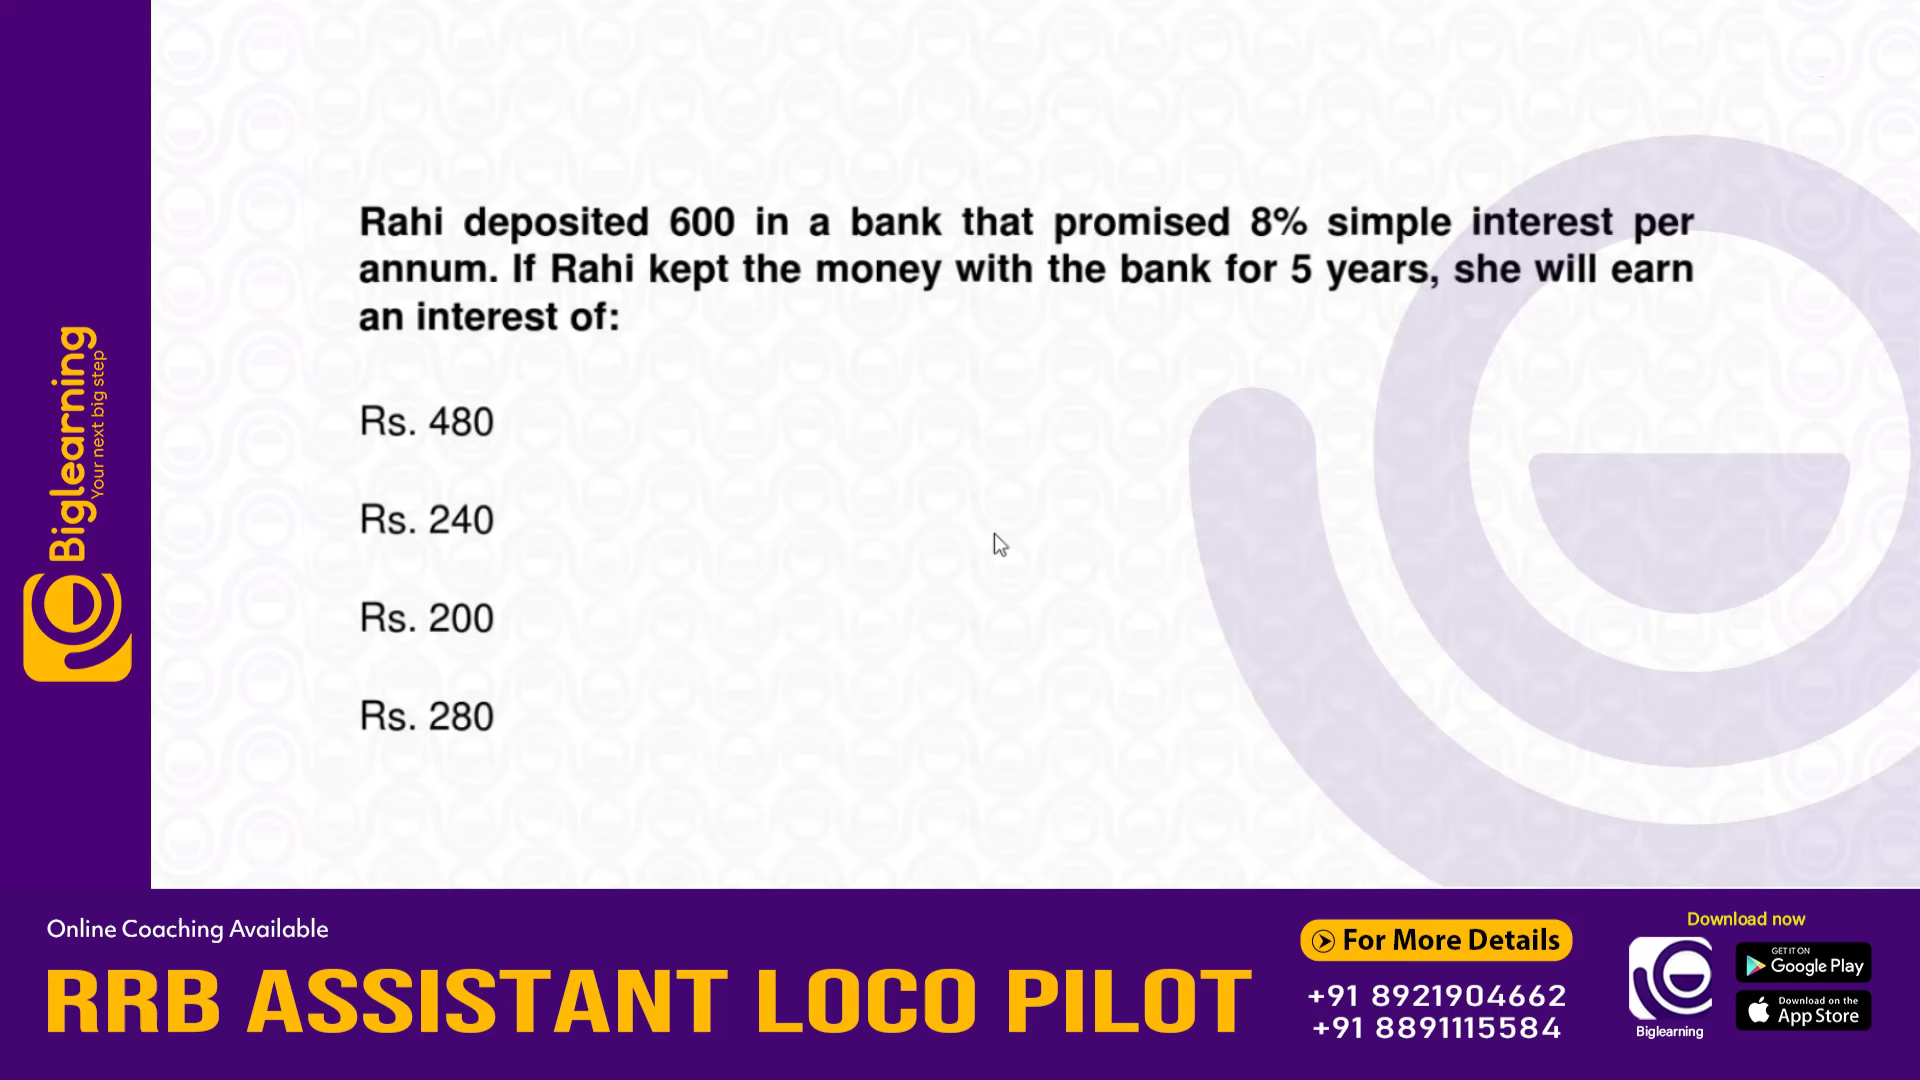 Rahi deposited 600 in a bank that promised 8% simple interest per
annum. If Rahi kept the money with the bank for 5 years, she will earn
an interest of:
Rs. 480
Rs. 240
Rs. 200
Rs. 280
Biglearning
Your next big step
Online Coaching Available
RRB ASSISTANT LOCO PILOT
For More Details
+91 8921904662
+91 8891115584
Download now
Biglearning
GET IT ON
Google Play
Download on the
App Store